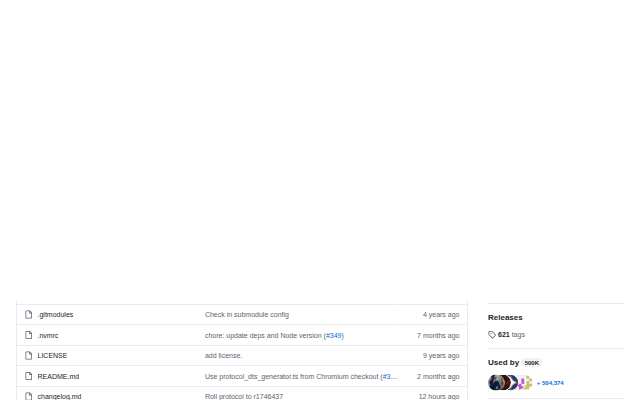 .gitmodules Check in submodule config 4 years ago
.nvmrc chore: update deps and Node version (#349) 7 months ago
LICENSE add license. 9 years ago
README.md Use protocol_dts_generator.ts from Chromium checkout (#3... 2 months ago
changelog.md Roll protocol to r1746437 12 hours ago
Releases
621 tags
Used by 500K
+ 504,374